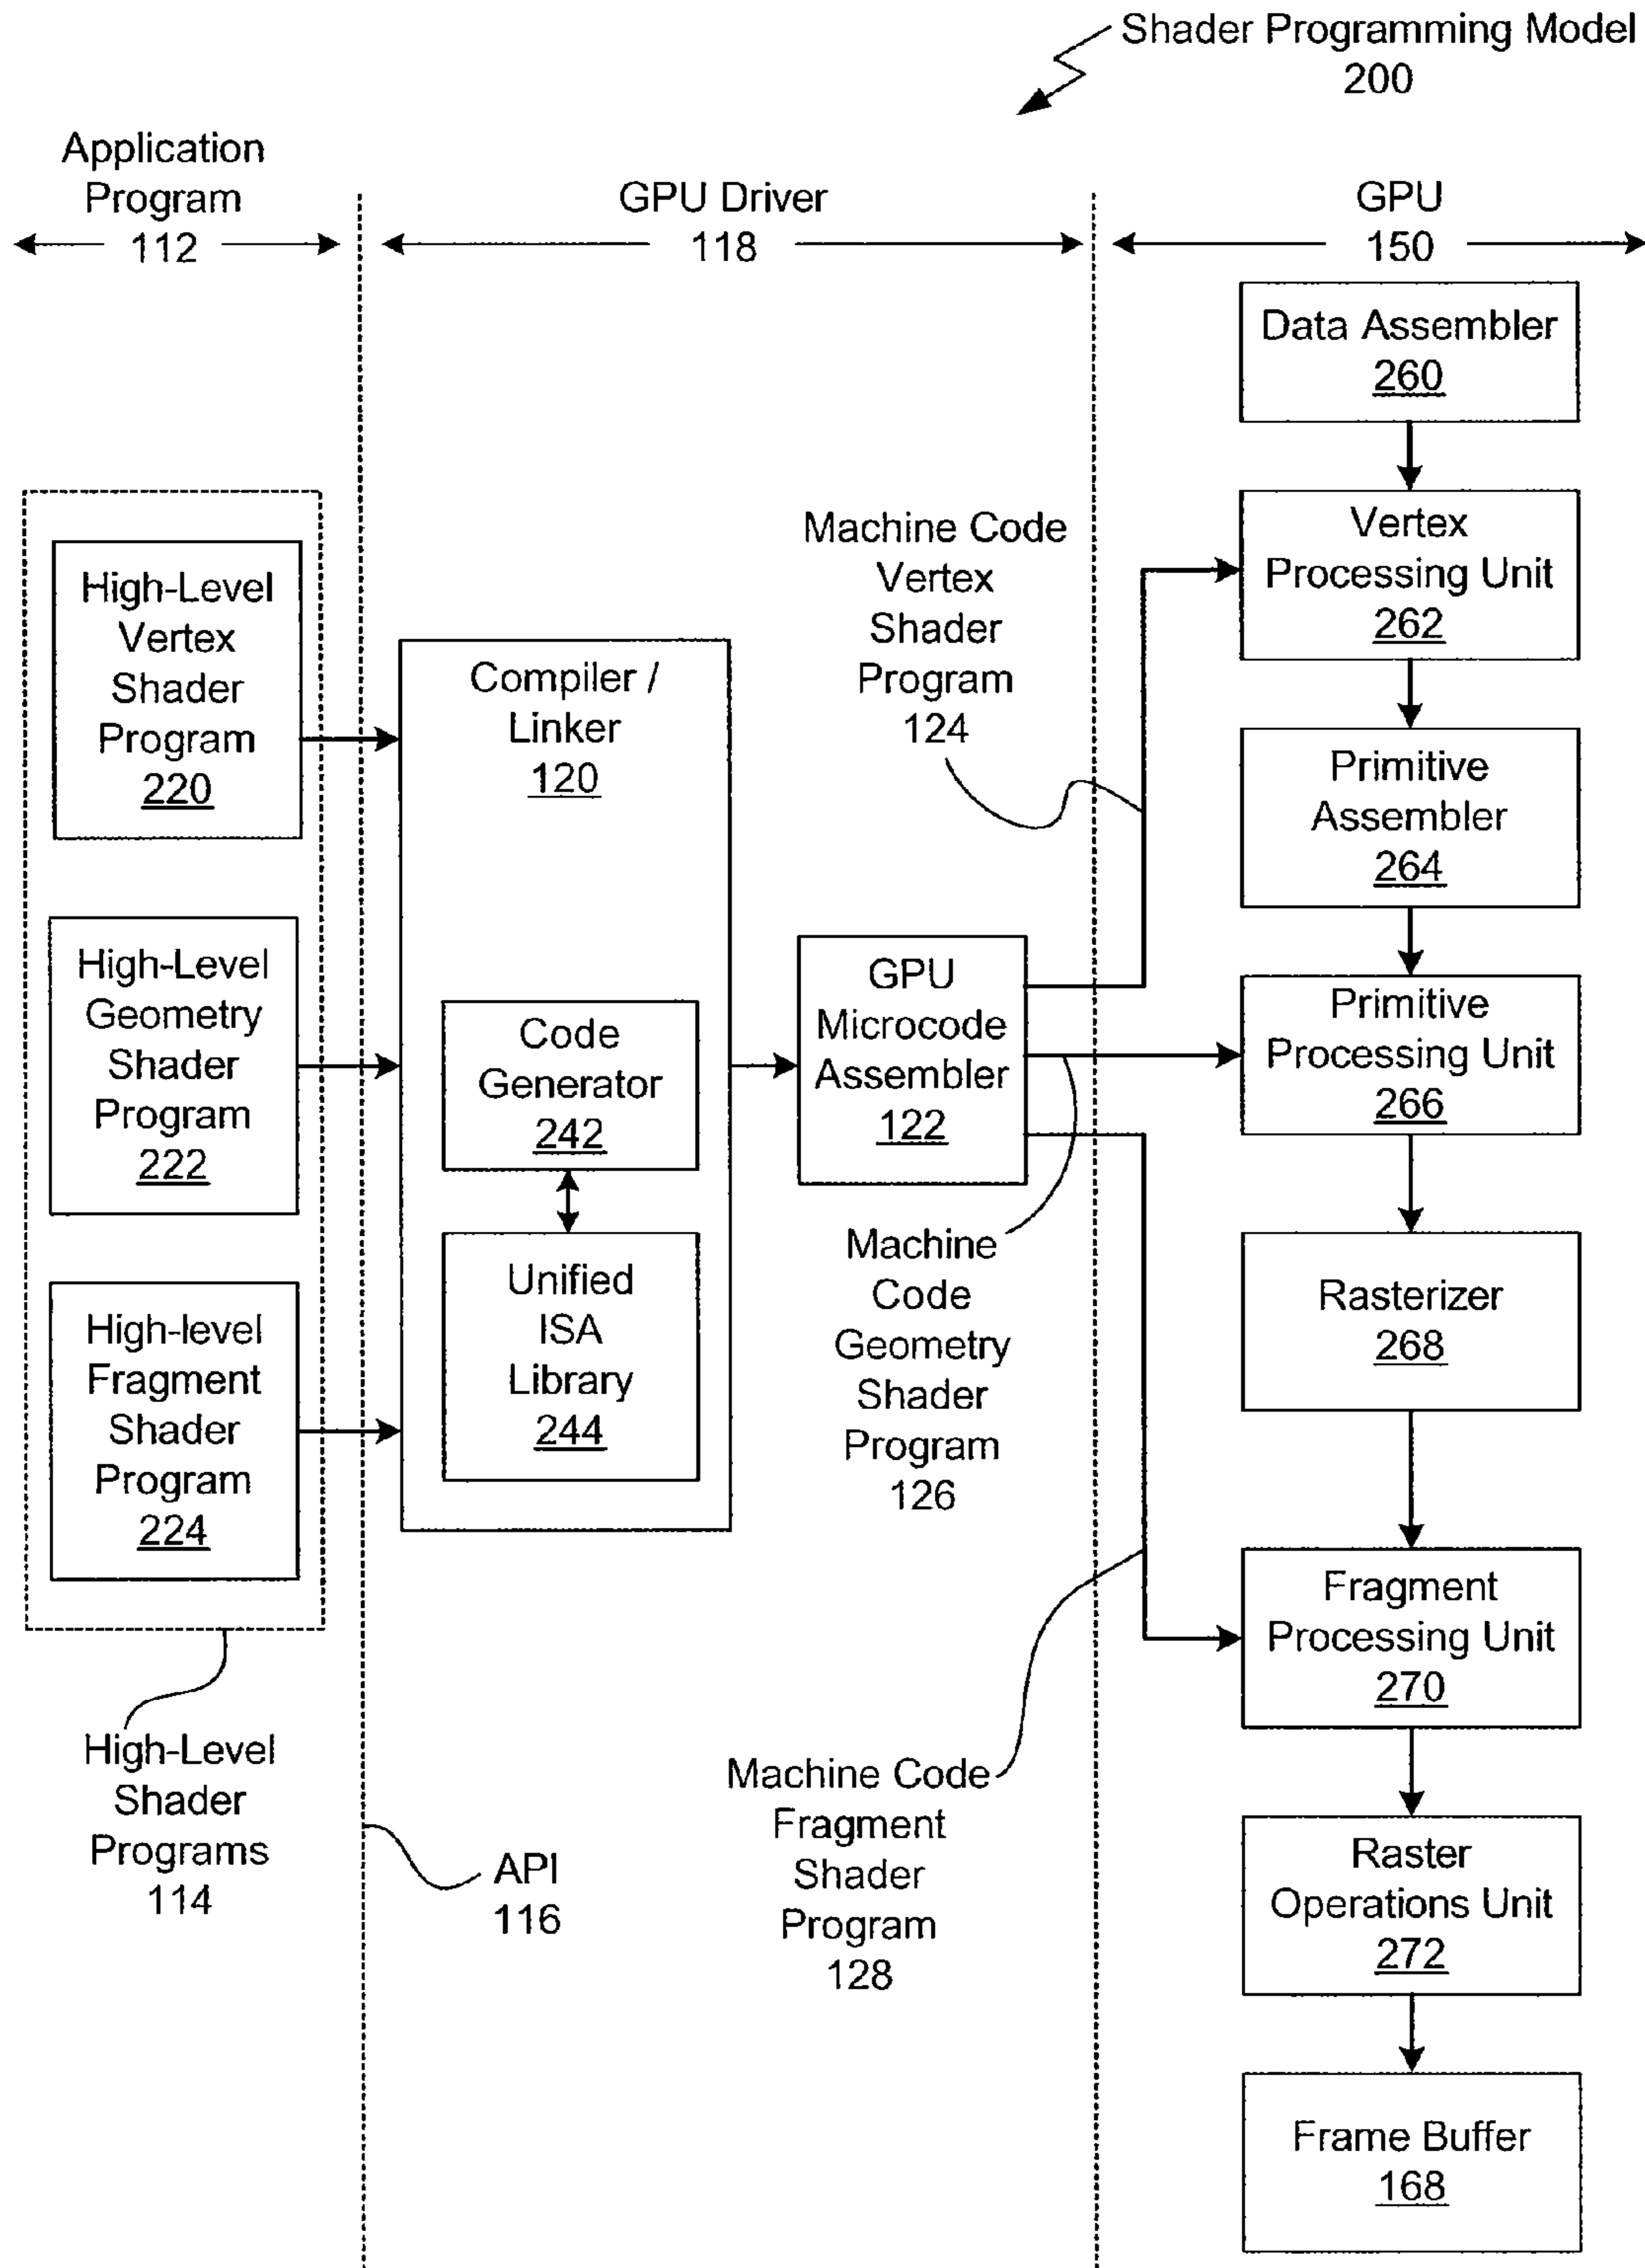 Shader Programming Model
200
Application
Program
112
GPU Driver
118
GPU
150
Data Assembler
260
High-Level
Vertex
Shader
Program
220
High-Level
Geometry
Shader
Program
222
High-level
Fragment
Shader
Program
224
High-Level
Shader
Programs
114
API
116
Compiler /
Linker
120
Code
Generator
242
Unified
ISA
Library
244
GPU
Microcode
Assembler
122
Machine Code
Vertex
Shader
Program
124
Machine
Code
Geometry
Shader
Program
126
Machine Code
Fragment
Shader
Program
128
Vertex
Processing Unit
262
Primitive
Assembler
264
Primitive
Processing Unit
266
Rasterizer
268
Fragment
Processing Unit
270
Raster
Operations Unit
272
Frame Buffer
168